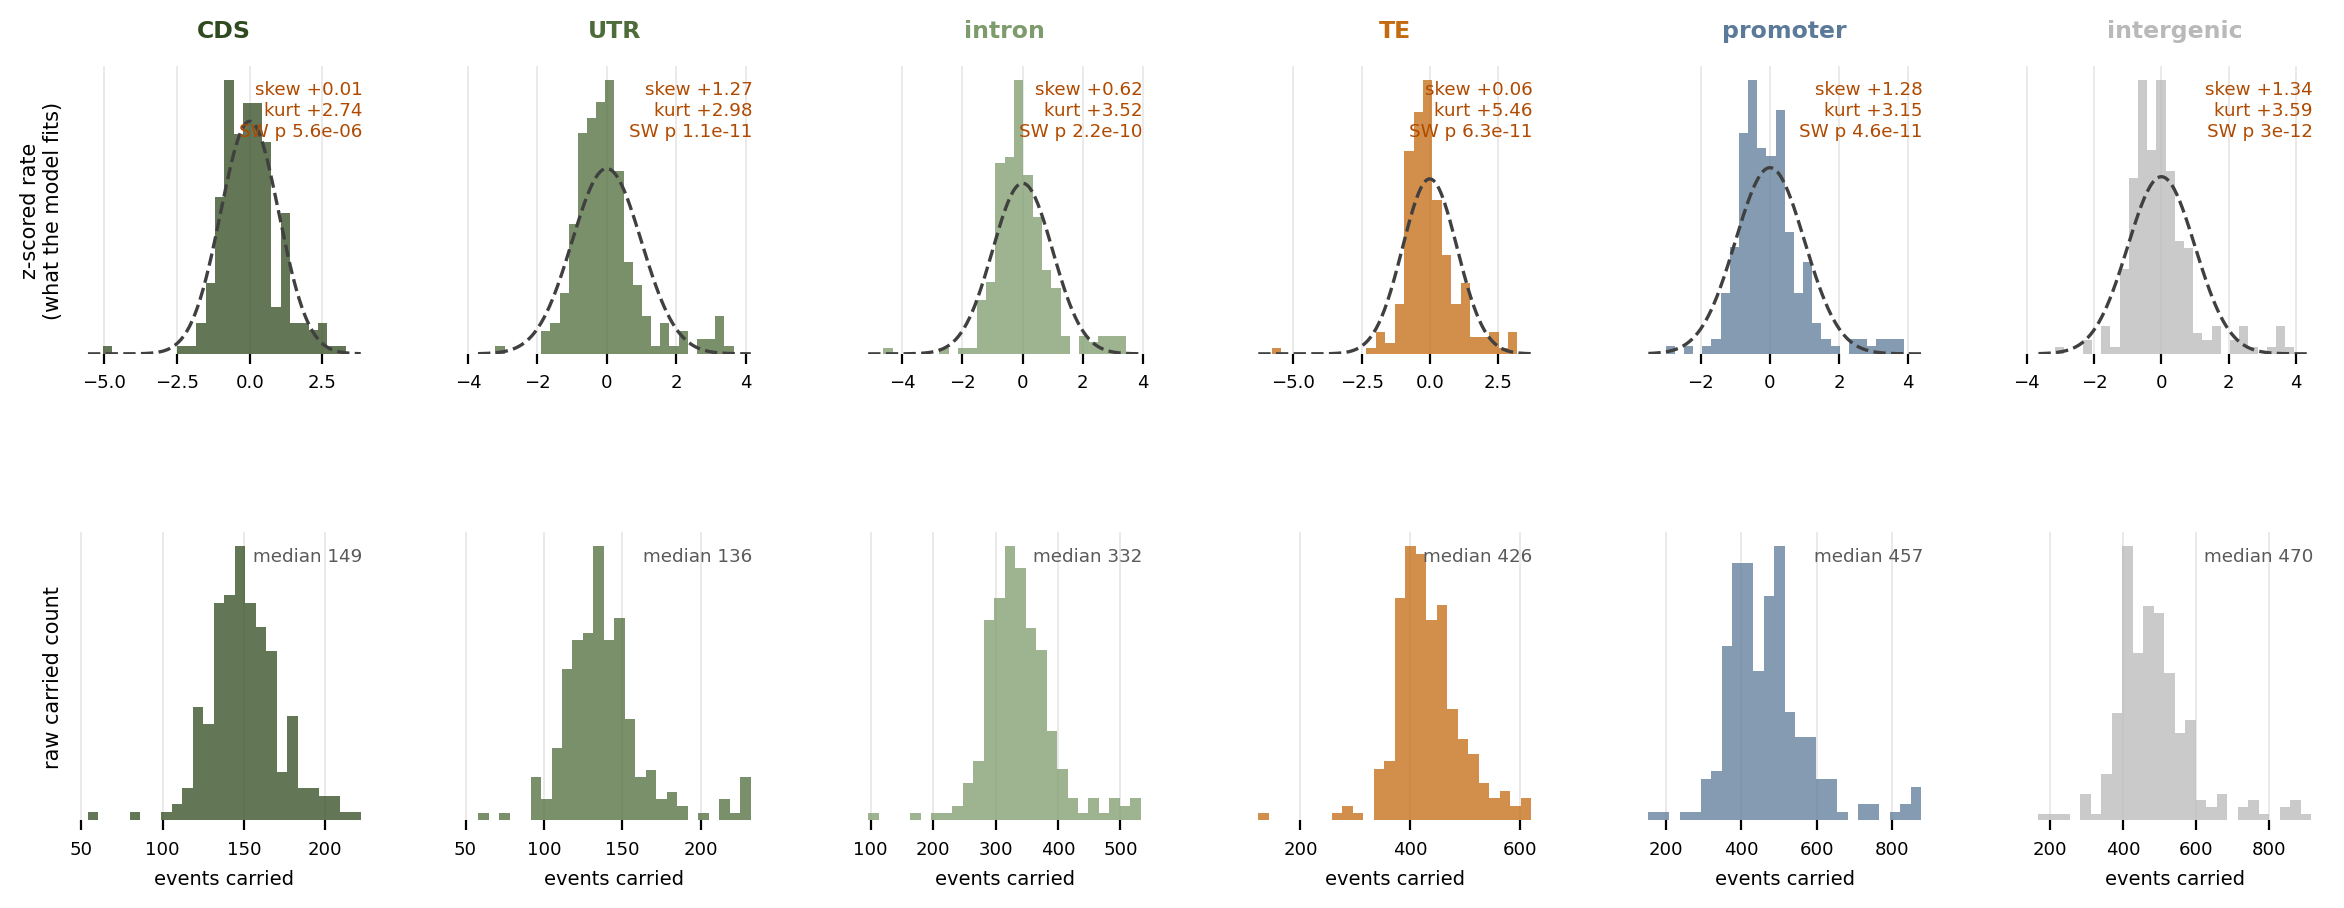 CDS
UTR
intron
TE
promoter
intergenic
z-scored rate
(what the model fits)
skew +0.01
kurt +2.74
SW p 5.6e-06
skew +1.27
kurt +2.98
SW p 1.1e-11
skew +0.62
kurt +3.52
SW p 2.2e-10
skew +0.06
kurt +5.46
SW p 6.3e-11
skew +1.28
kurt +3.15
SW p 4.6e-11
skew +1.34
kurt +3.59
SW p 3e-12
−5.0 −2.5 0.0 2.5
−4 −2 0 2 4
−4 −2 0 2 4
−5.0 −2.5 0.0 2.5
−2 0 2 4
−4 −2 0 2 4
raw carried count
median 149
median 136
median 332
median 426
median 457
median 470
50 100 150 200
50 100 150 200
100 200 300 400 500
200 400 600
200 400 600 800
200 400 600 800
events carried
events carried
events carried
events carried
events carried
events carried